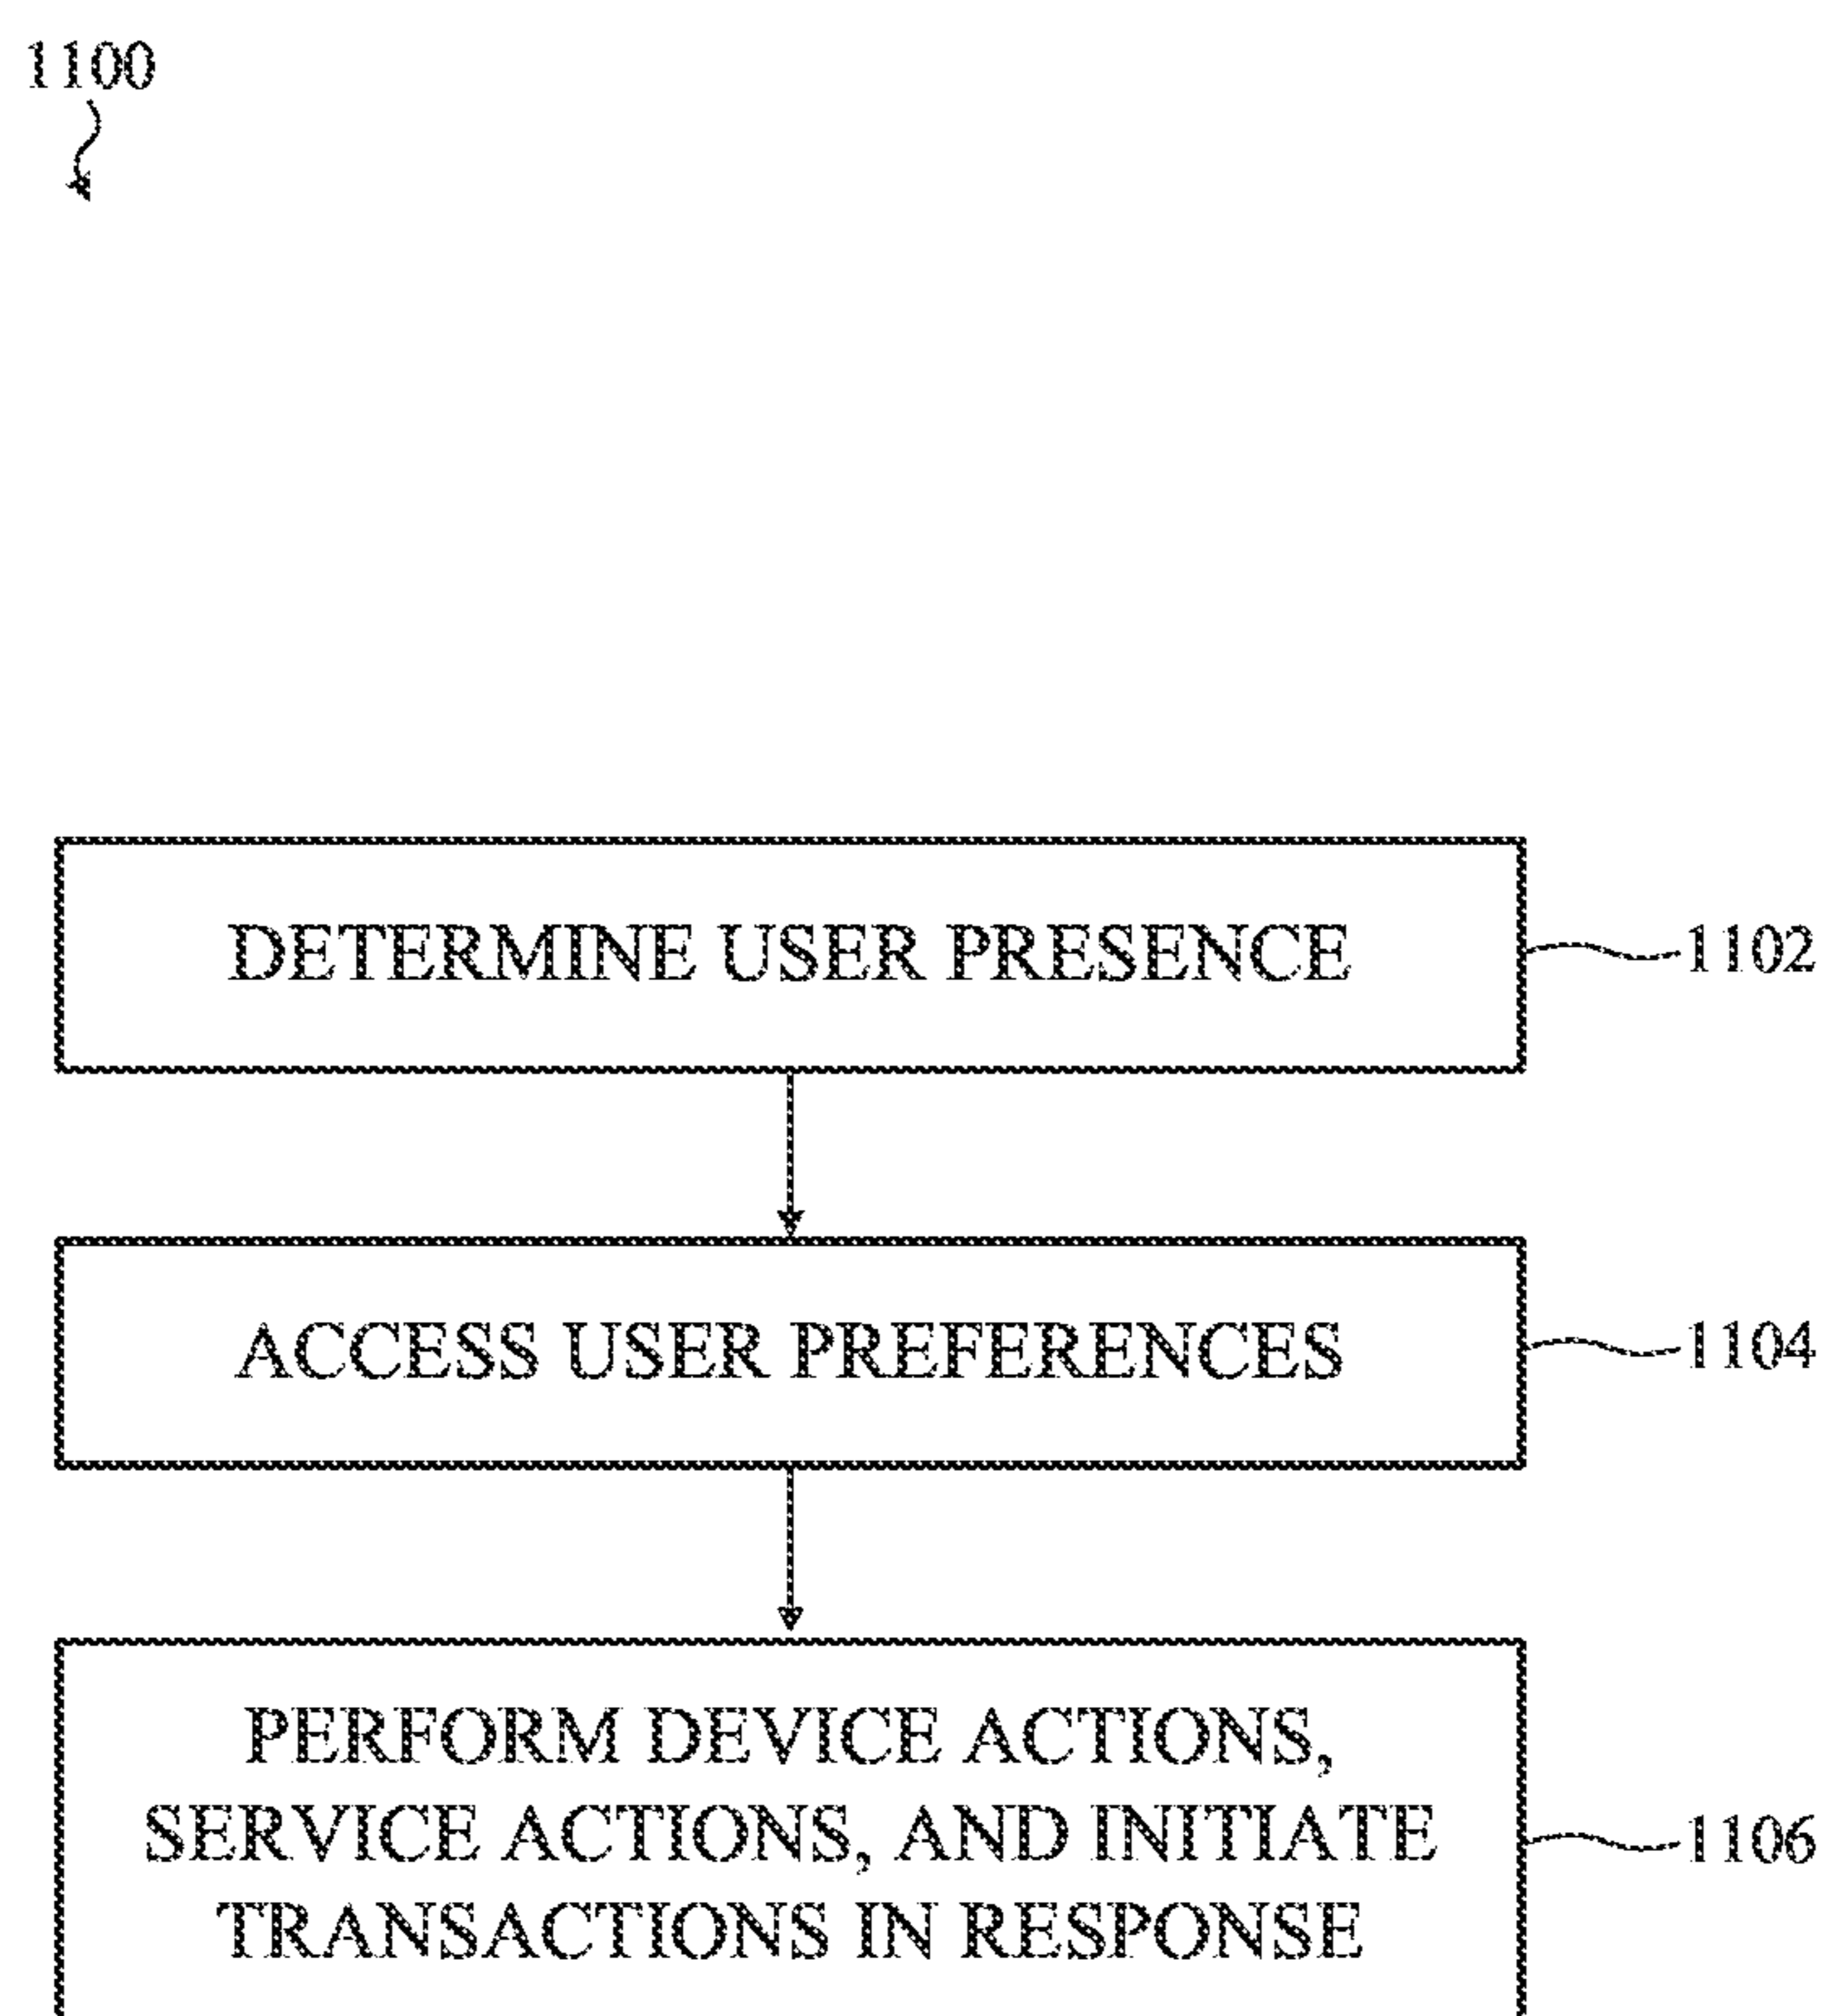 1100
DETERMINE USER PRESENCE
1102
ACCESS USER PREFERENCES
1104
PERFORM DEVICE ACTIONS,
SERVICE ACTIONS, AND INITIATE
TRANSACTIONS IN RESPONSE
1106